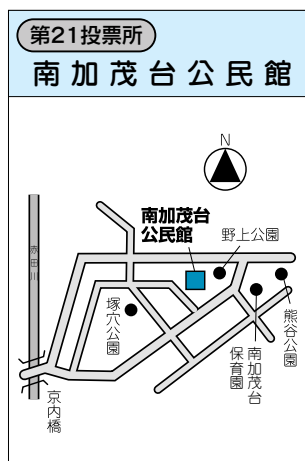 第21投票所
南加茂台公民館
N
南加茂台
公民館
野上公園
赤田川
塚穴公園
熊谷公園
南加茂台
保育園
京内橋